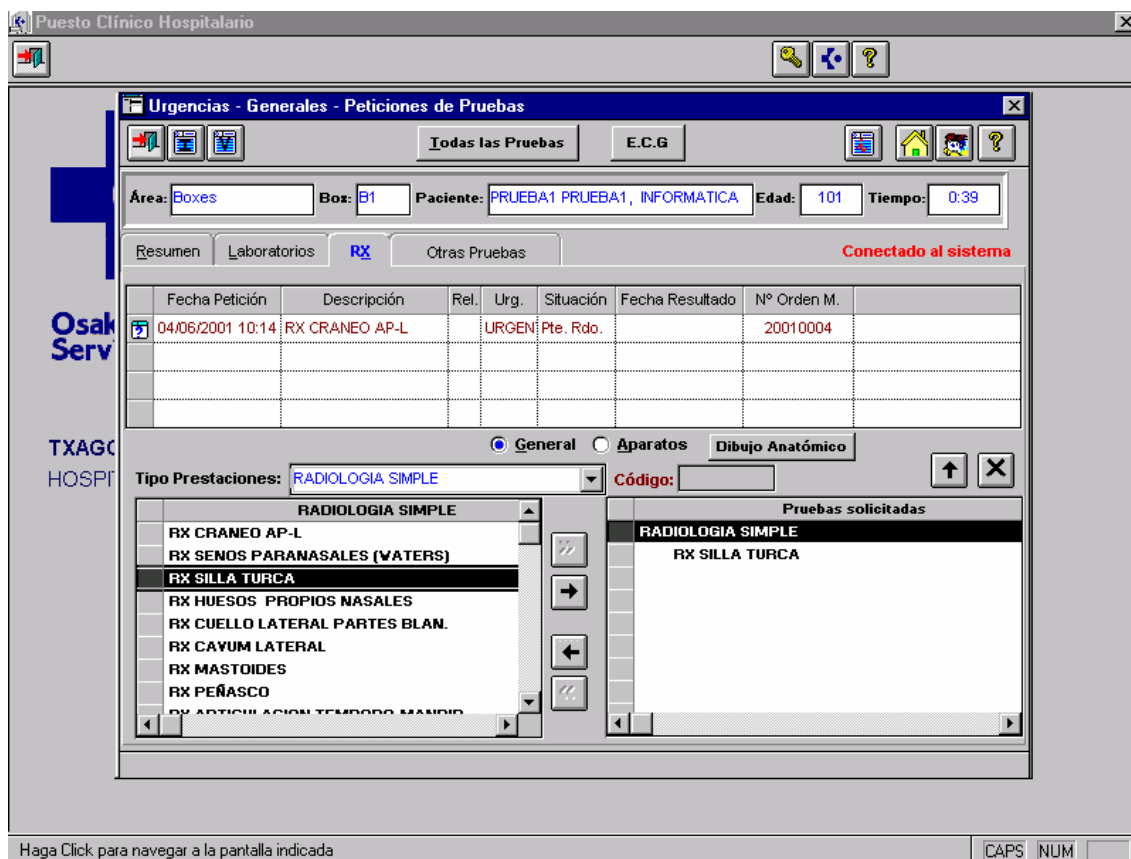 Puesto Clínico Hospitalario
Urgencias - Generales - Peticiones de Pruebas
Todas las Pruebas E.C.G
Área: Boxes Box: B1 Paciente: PRUEBA1 PRUEBA1, INFORMATICA Edad: 101 Tiempo: 0:39
Resumen Laboratorios RX Otras Pruebas Conectado al sistema
Fecha Petición Descripción Rel. Urg. Situación Fecha Resultado Nº Orden M.
04/06/2001 10:14 RX CRANEO AP-L URGEN Pte. Rdo. 20010004
Osak
Serv
General Aparatos Dibujo Anatómico
TXAGO
HOSPI
Tipo Prestaciones: RADIOLOGIA SIMPLE Código:
RADIOLOGIA SIMPLE Pruebas solicitadas
RX CRANEO AP-L RADIOLOGIA SIMPLE
RX SENOS PARANASALES (WATERS) RX SILLA TURCA
RX SILLA TURCA
RX HUESOS PROPIOS NASALES
RX CUELLO LATERAL PARTES BLAN.
RX CAVUM LATERAL
RX MASTOIDES
RX PEÑASCO
RX ARTICULACION TEMPORO MANDIB
Haga Click para navegar a la pantalla indicada CAPS NUM